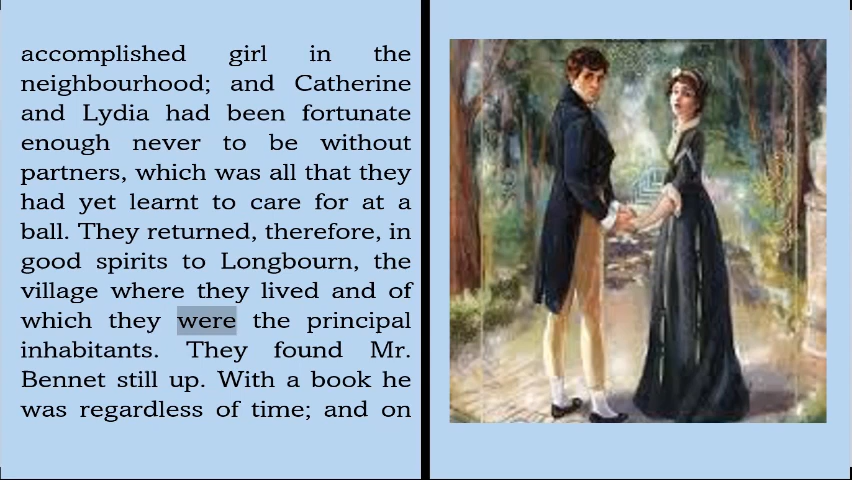 accomplished girl in the
neighbourhood; and Catherine
and Lydia had been fortunate
enough never to be without
partners, which was all that they
had yet learnt to care for at a
ball. They returned, therefore, in
good spirits to Longbourn, the
village where they lived and of
which they were the principal
inhabitants. They found Mr.
Bennet still up. With a book he
was regardless of time; and on